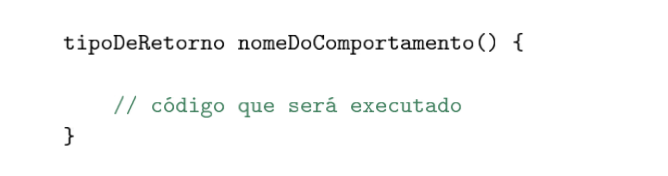 tipoDeRetorno nomeDoComportamento() {
// código que será executado
}